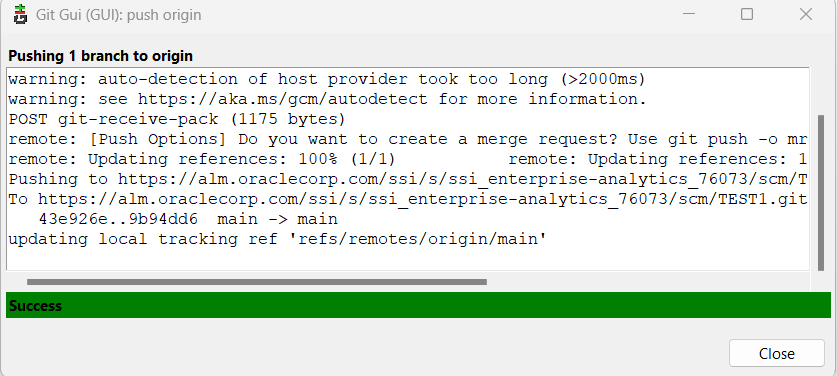 Git Gui (GUI): push origin
Pushing 1 branch to origin
warning: auto-detection of host provider took too long (>2000ms)
warning: see https://aka.ms/gcm/autodetect for more information.
POST git-receive-pack (1175 bytes)
remote: [Push Options] Do you want to create a merge request? Use git push -o mr
remote: Updating references: 100% (1/1)           remote: Updating references: 1
Pushing to https://alm.oraclecorp.com/ssi/s/ssi_enterprise-analytics_76073/scm/T
To https://alm.oraclecorp.com/ssi/s/ssi_enterprise-analytics_76073/scm/TEST1.git
   43e926e..9b94dd6  main -> main
updating local tracking ref 'refs/remotes/origin/main'
Success
Close